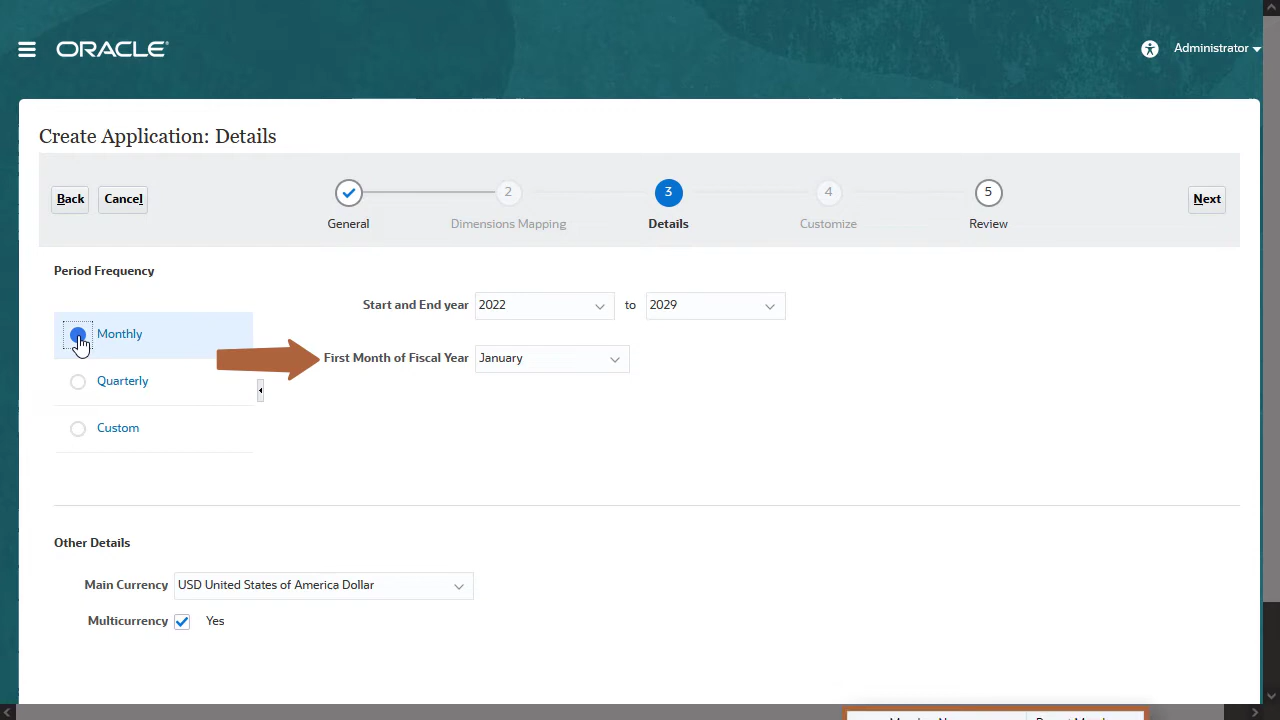 ORACLE
Administrator
Create Application: Details
Back
Cancel
2
3
4
5
Next
General
Dimensions Mapping
Details
Customize
Review
Period Frequency
Monthly
Quarterly
Custom
Start and End year
2022
to
2029
First Month of Fiscal Year
January
Other Details
Main Currency
USD United States of America Dollar
Multicurrency
Yes